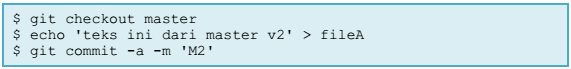 $ git checkout master
$ echo 'teks ini dari master v2' > fileA
$ git commit -a -m 'M2'